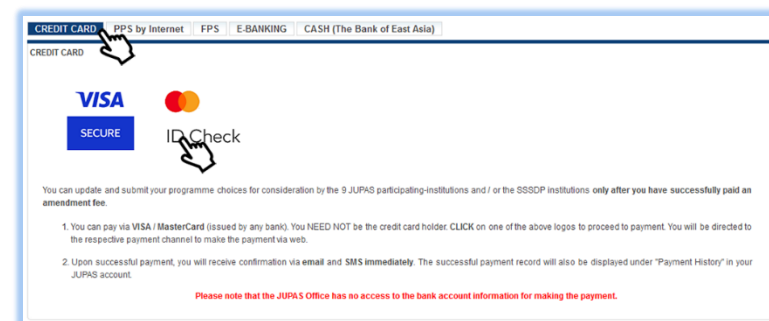 CREDIT CARD PPS by Internet FPS E-BANKING CASH (The Bank of East Asia)
CREDIT CARD
VISA
SECURE ID Check
You can update and submit your programme choices for consideration by the 9 JUPAS participating-institutions and / or the SSSDP institutions only after you have successfully paid an
amendment fee.
1. You can pay via VISA / MasterCard (issued by any bank). You NEED NOT be the credit card holder. CLICK on one of the above logos to proceed to payment. You will be directed to
the respective payment channel to make the payment via web.
2. Upon successful payment, you will receive confirmation via email and SMS immediately. The successful payment record will also be displayed under "Payment History" in your
JUPAS account.
Please note that the JUPAS Office has no access to the bank account information for making the payment.